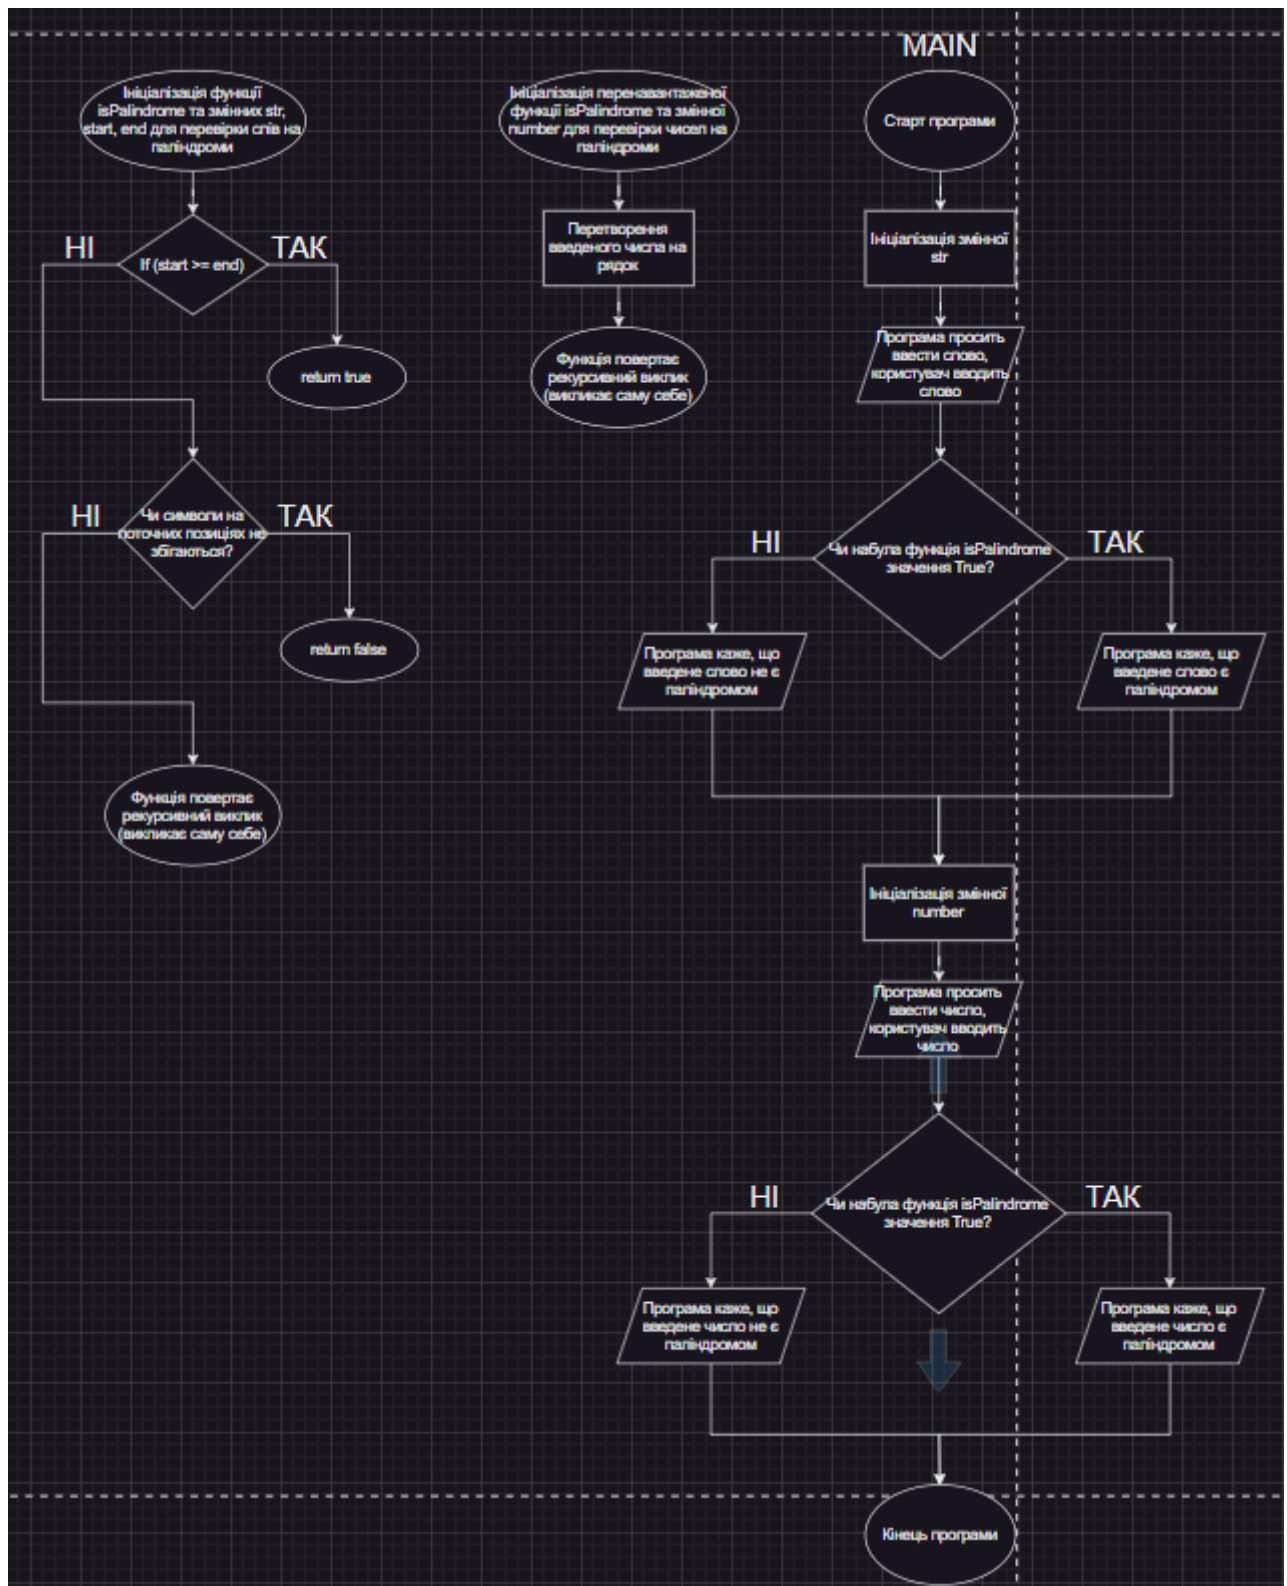 MAIN
Ініціалізація функції
isPalindrome та змінних str,
start, end для перевірки слів на
паліндроми
НІ
If (start >= end)
ТАК
return true
НІ
Чи символи на
поточних позиціях не
збігаються?
ТАК
return false
Функція повертає
рекурсивний виклик
(викликає саму себе)
Ініціалізація перенавантаженої
функції isPalindrome та змінної
number для перевірки чисел на
паліндроми
Перетворення
введеного числа на
рядок
Функція повертає
рекурсивний виклик
(викликає саму себе)
Старт програми
Ініціалізація змінної
str
Програма просить
ввести слово,
користувач вводить
слово
НІ
Чи набула функція isPalindrome
значення True?
ТАК
Програма каже, що
введене слово не є
паліндромом
Програма каже, що
введене слово є
паліндромом
Ініціалізація змінної
number
Програма просить
ввести число,
користувач вводить
число
НІ
Чи набула функція isPalindrome
значення True?
ТАК
Програма каже, що
введене число не є
паліндромом
Програма каже, що
введене число є
паліндромом
Кінець програми